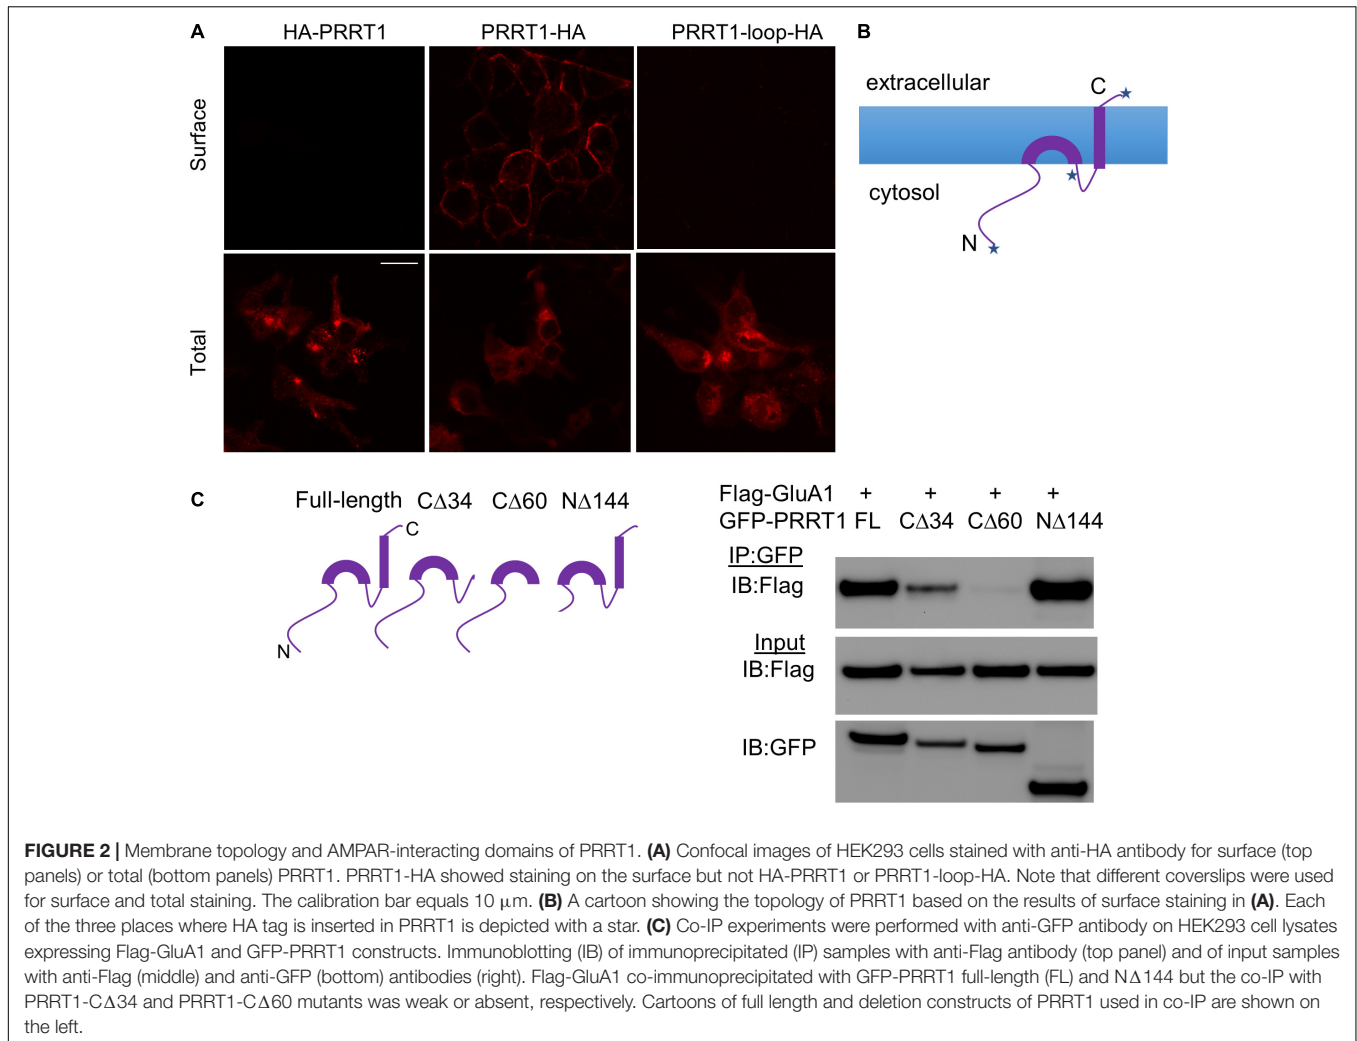 A
HA-PRRT1
PRRT1-HA
PRRT1-loop-HA
Surface
Total
B
extracellular
C
cytosol
N
C
Full-length CΔ34 CΔ60 NΔ144
C
N
Flag-GluA1 + + + +
GFP-PRRT1 FL CΔ34 CΔ60 NΔ144
IP:GFP
IB:Flag
Input
IB:Flag
IB:GFP
FIGURE 2 | Membrane topology and AMPAR-interacting domains of PRRT1. (A) Confocal images of HEK293 cells stained with anti-HA antibody for surface (top
panels) or total (bottom panels) PRRT1. PRRT1-HA showed staining on the surface but not HA-PRRT1 or PRRT1-loop-HA. Note that different coverslips were used
for surface and total staining. The calibration bar equals 10 μm. (B) A cartoon showing the topology of PRRT1 based on the results of surface staining in (A). Each
of the three places where HA tag is inserted in PRRT1 is depicted with a star. (C) Co-IP experiments were performed with anti-GFP antibody on HEK293 cell lysates
expressing Flag-GluA1 and GFP-PRRT1 constructs. Immunoblotting (IB) of immunoprecipitated (IP) samples with anti-Flag antibody (top panel) and of input samples
with anti-Flag (middle) and anti-GFP (bottom) antibodies (right). Flag-GluA1 co-immunoprecipitated with GFP-PRRT1 full-length (FL) and NΔ144 but the co-IP with
PRRT1-CΔ34 and PRRT1-CΔ60 mutants was weak or absent, respectively. Cartoons of full length and deletion constructs of PRRT1 used in co-IP are shown on
the left.